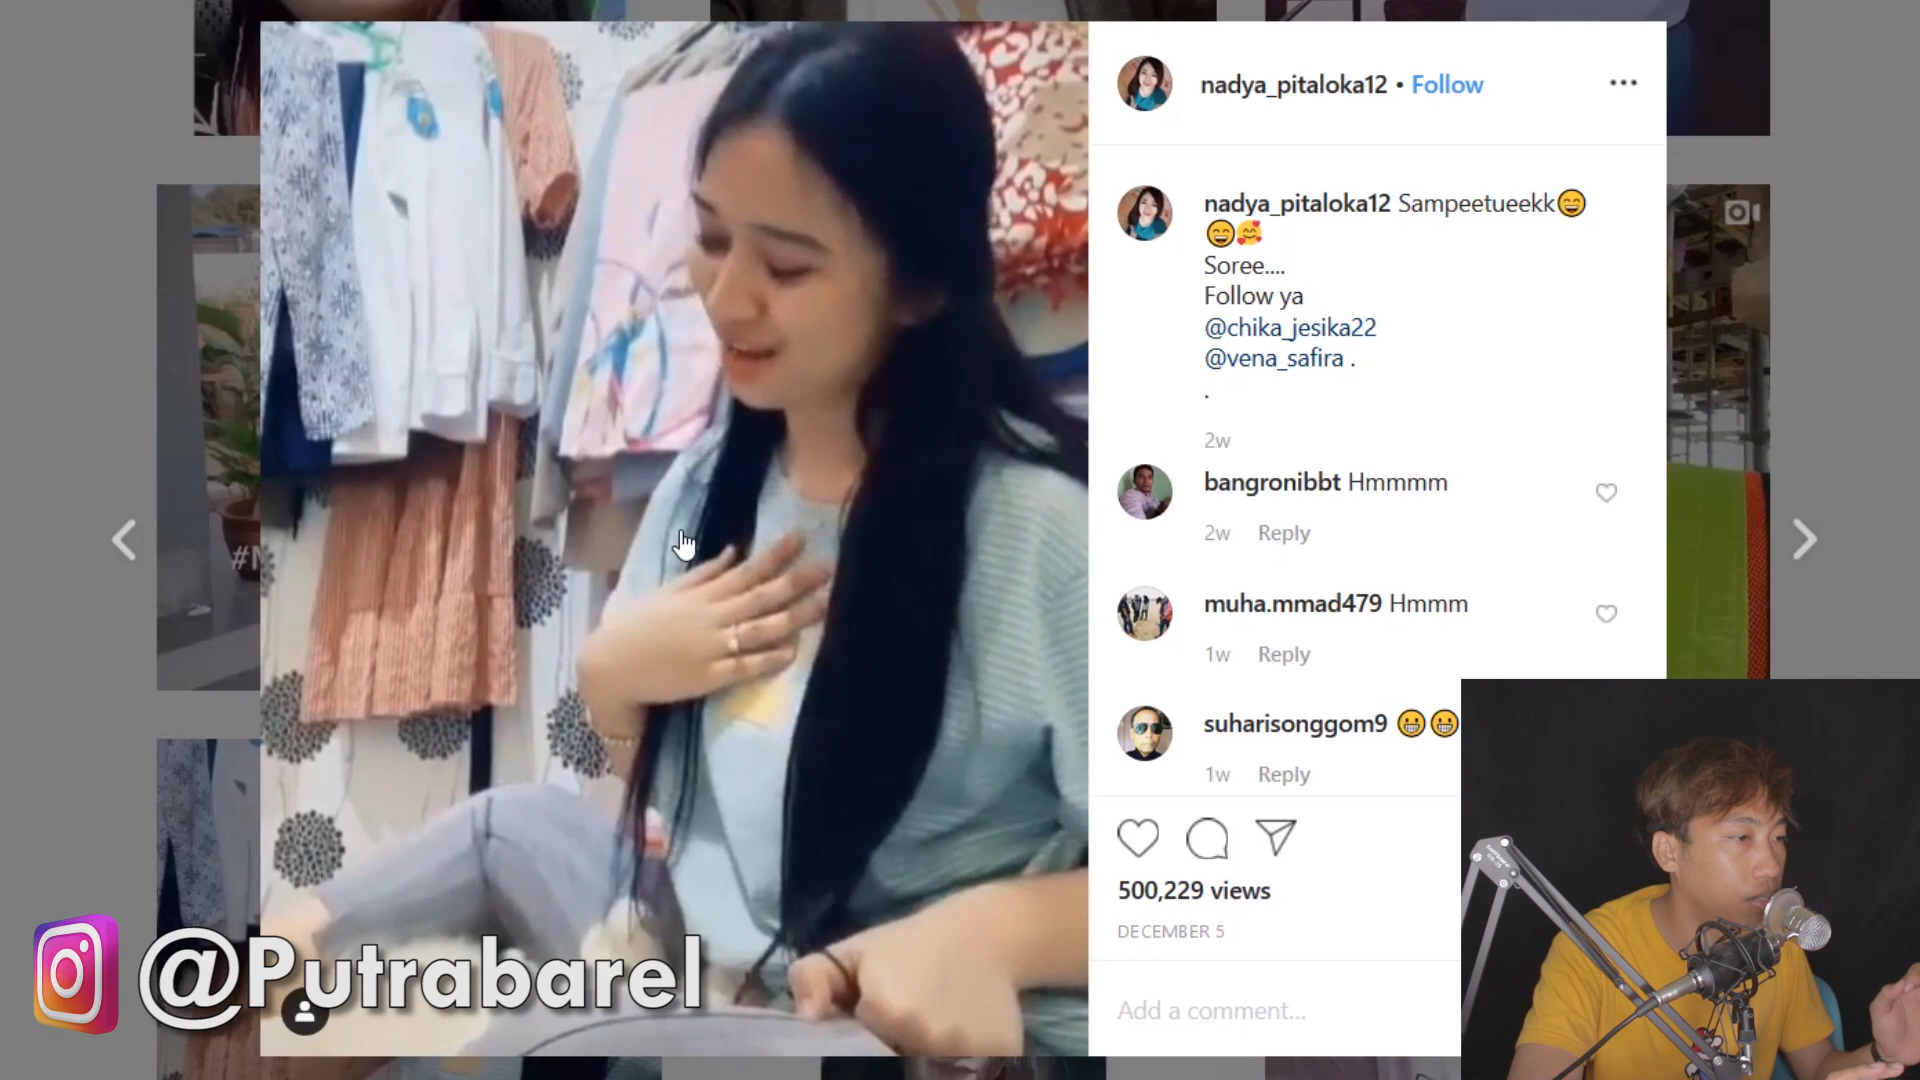 nadya_pitaloka12 • Follow
nadya_pitaloka12 Sampeetueekk😄
😄🥰
Soree....
Follow ya
@chika_jesika22
@vena_safira .
.
2w
bangronibbt Hmmmm
2w Reply
muha.mmad479 Hmmm
1w Reply
suharisonggom9 😀😀
1w Reply
500,229 views
DECEMBER 5
Add a comment...
@Putrabarel